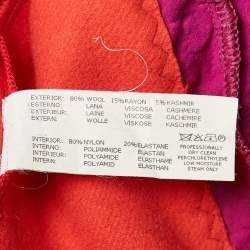 EXTERIOR: 80% WOOL 15%RAYON 5%KASHMIR
ESTERNO: LANA VISCOSA CACHEMERE
EXTERIEUR: LAINE VISCOSE CACHEMIRE
EXTERN: WOLLE VISKOSE KASCHMIR
INTERIOR: 80%NYLON 20%ELASTANE
INTERNO: POLIAMMIDE ELASTAN
INTERIEUR: POLYAMIDE ELASTHANE
INTERN: POLYAMID ELASTHAN
PROFESSIONALLY
DRY CLEAN
PERCHLORETHYLENE
LOW MOISTURE
STEAM ONLY